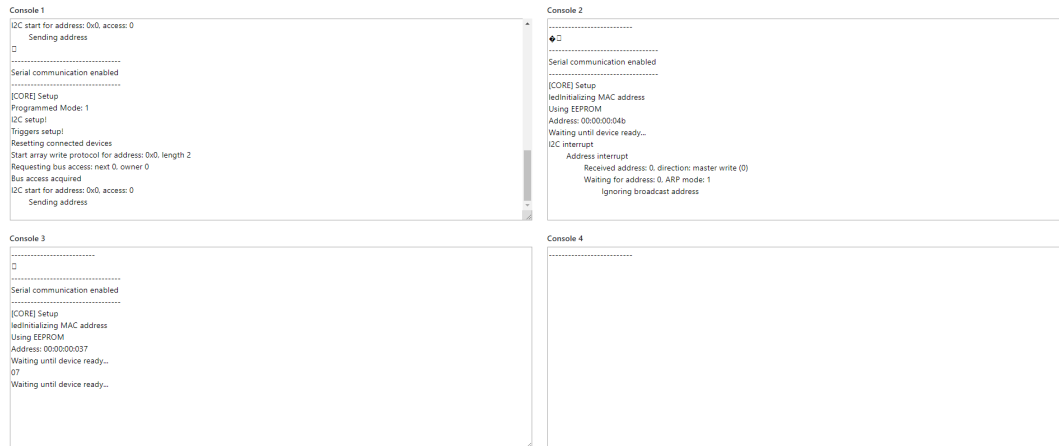 Console 1
I2C start for address: 0x0, access: 0
Sending address
----------------------------------
Serial communication enabled
----------------------------------
[CORE] Setup
Programmed Mode: 1
I2C setup!
Triggers setup!
Resetting connected devices
Start array write protocol for address: 0x0, length 2
Requesting bus access: next 0, owner 0
Bus access acquired
I2C start for address: 0x0, access: 0
Sending address
Console 2
--------------------------
�
----------------------------------
Serial communication enabled
----------------------------------
[CORE] Setup
ledInitializing MAC address
Using EEPROM
Address: 00:00:00:04b
Waiting until device ready...
I2C interrupt
Address interrupt
Received address: 0, direction: master write (0)
Waiting for address: 0, ARP mode: 1
Ignoring broadcast address
Console 3
--------------------------
----------------------------------
Serial communication enabled
----------------------------------
[CORE] Setup
ledInitializing MAC address
Using EEPROM
Address: 00:00:00:037
Waiting until device ready...
07
Waiting until device ready...
Console 4
--------------------------